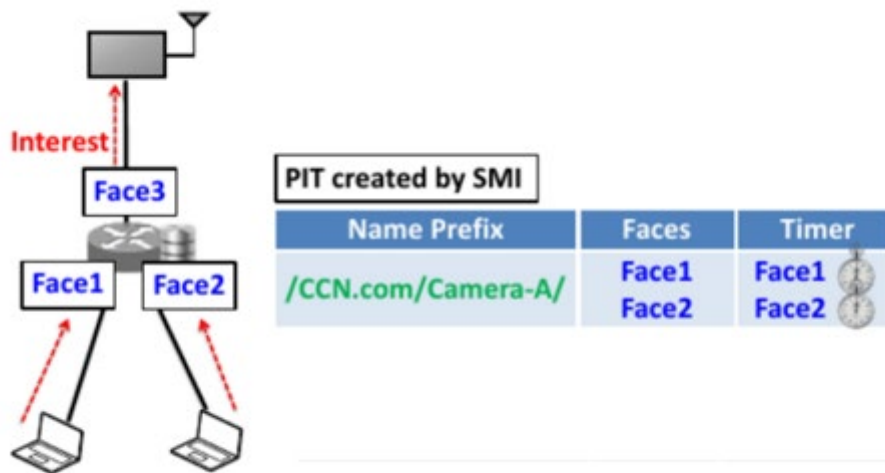 Interest
Face3
Face1
Face2
PIT created by SMI
Name Prefix Faces Timer
/CCN.com/Camera-A/
Face1 Face1
Face2 Face2